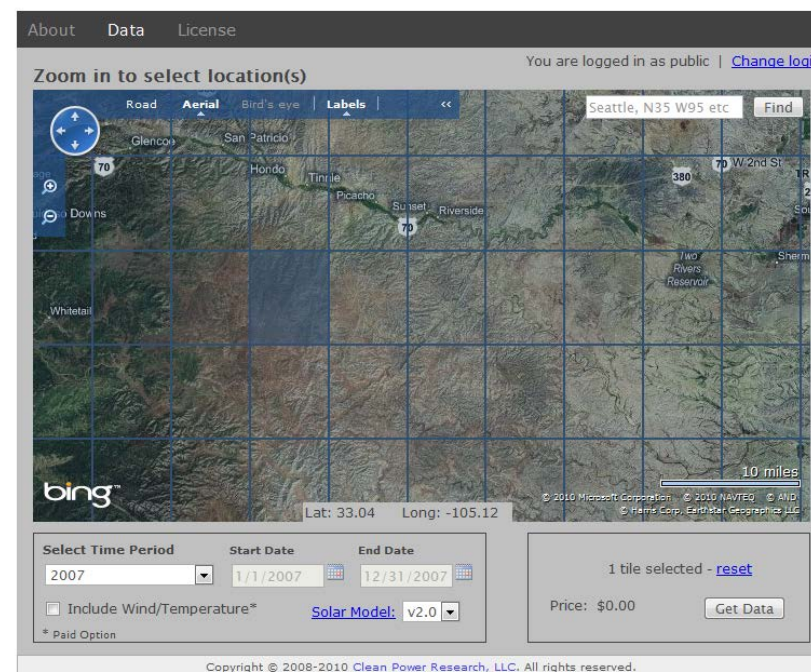 About Data License
You are logged in as public | Change logi
Zoom in to select location(s)
Road Aerial Bird's eye | Labels | <<
Seattle, N35 W95 etc Find
Glencoe San Patricio
70 Hondo Tinnie 380 70 W 2nd St
Picacho
Downs Sunset Riverside
70
Two
Rivers
Reservoir
Sherm
Whitetail
bing™
10 miles
Lat: 33.04 Long: -105.12
© 2010 Microsoft Corporation © 2010 NAVTEQ © AND
© Harris Corp, Earthstar Geographics LLC
Select Time Period Start Date End Date
2007 1/1/2007 12/31/2007
Include Wind/Temperature* Solar Model: v2.0
* Paid Option
1 tile selected - reset
Price: $0.00 Get Data
Copyright © 2008-2010 Clean Power Research, LLC. All rights reserved.